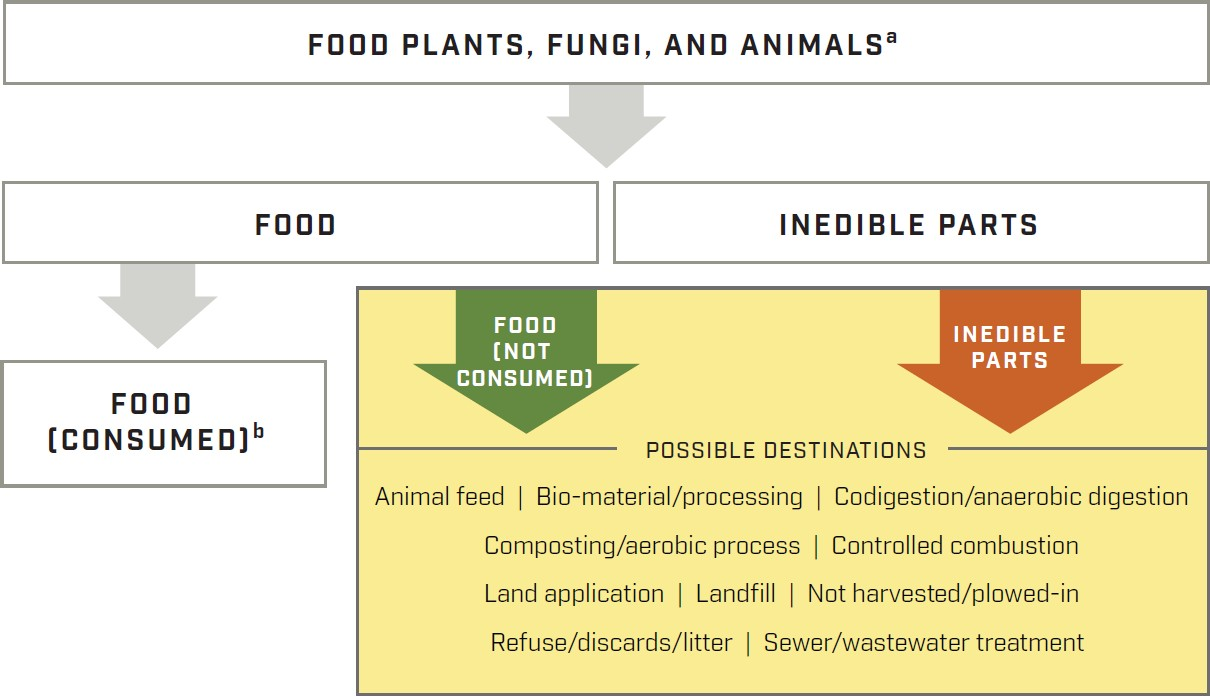 FOOD PLANTS, FUNGI, AND ANIMALSᵃ
FOOD
INEDIBLE PARTS
FOOD
(NOT
CONSUMED)
INEDIBLE
PARTS
FOOD
(CONSUMED)ᵇ
POSSIBLE DESTINATIONS
Animal feed | Bio-material/processing | Codigestion/anaerobic digestion
Composting/aerobic process | Controlled combustion
Land application | Landfill | Not harvested/plowed-in
Refuse/discards/litter | Sewer/wastewater treatment